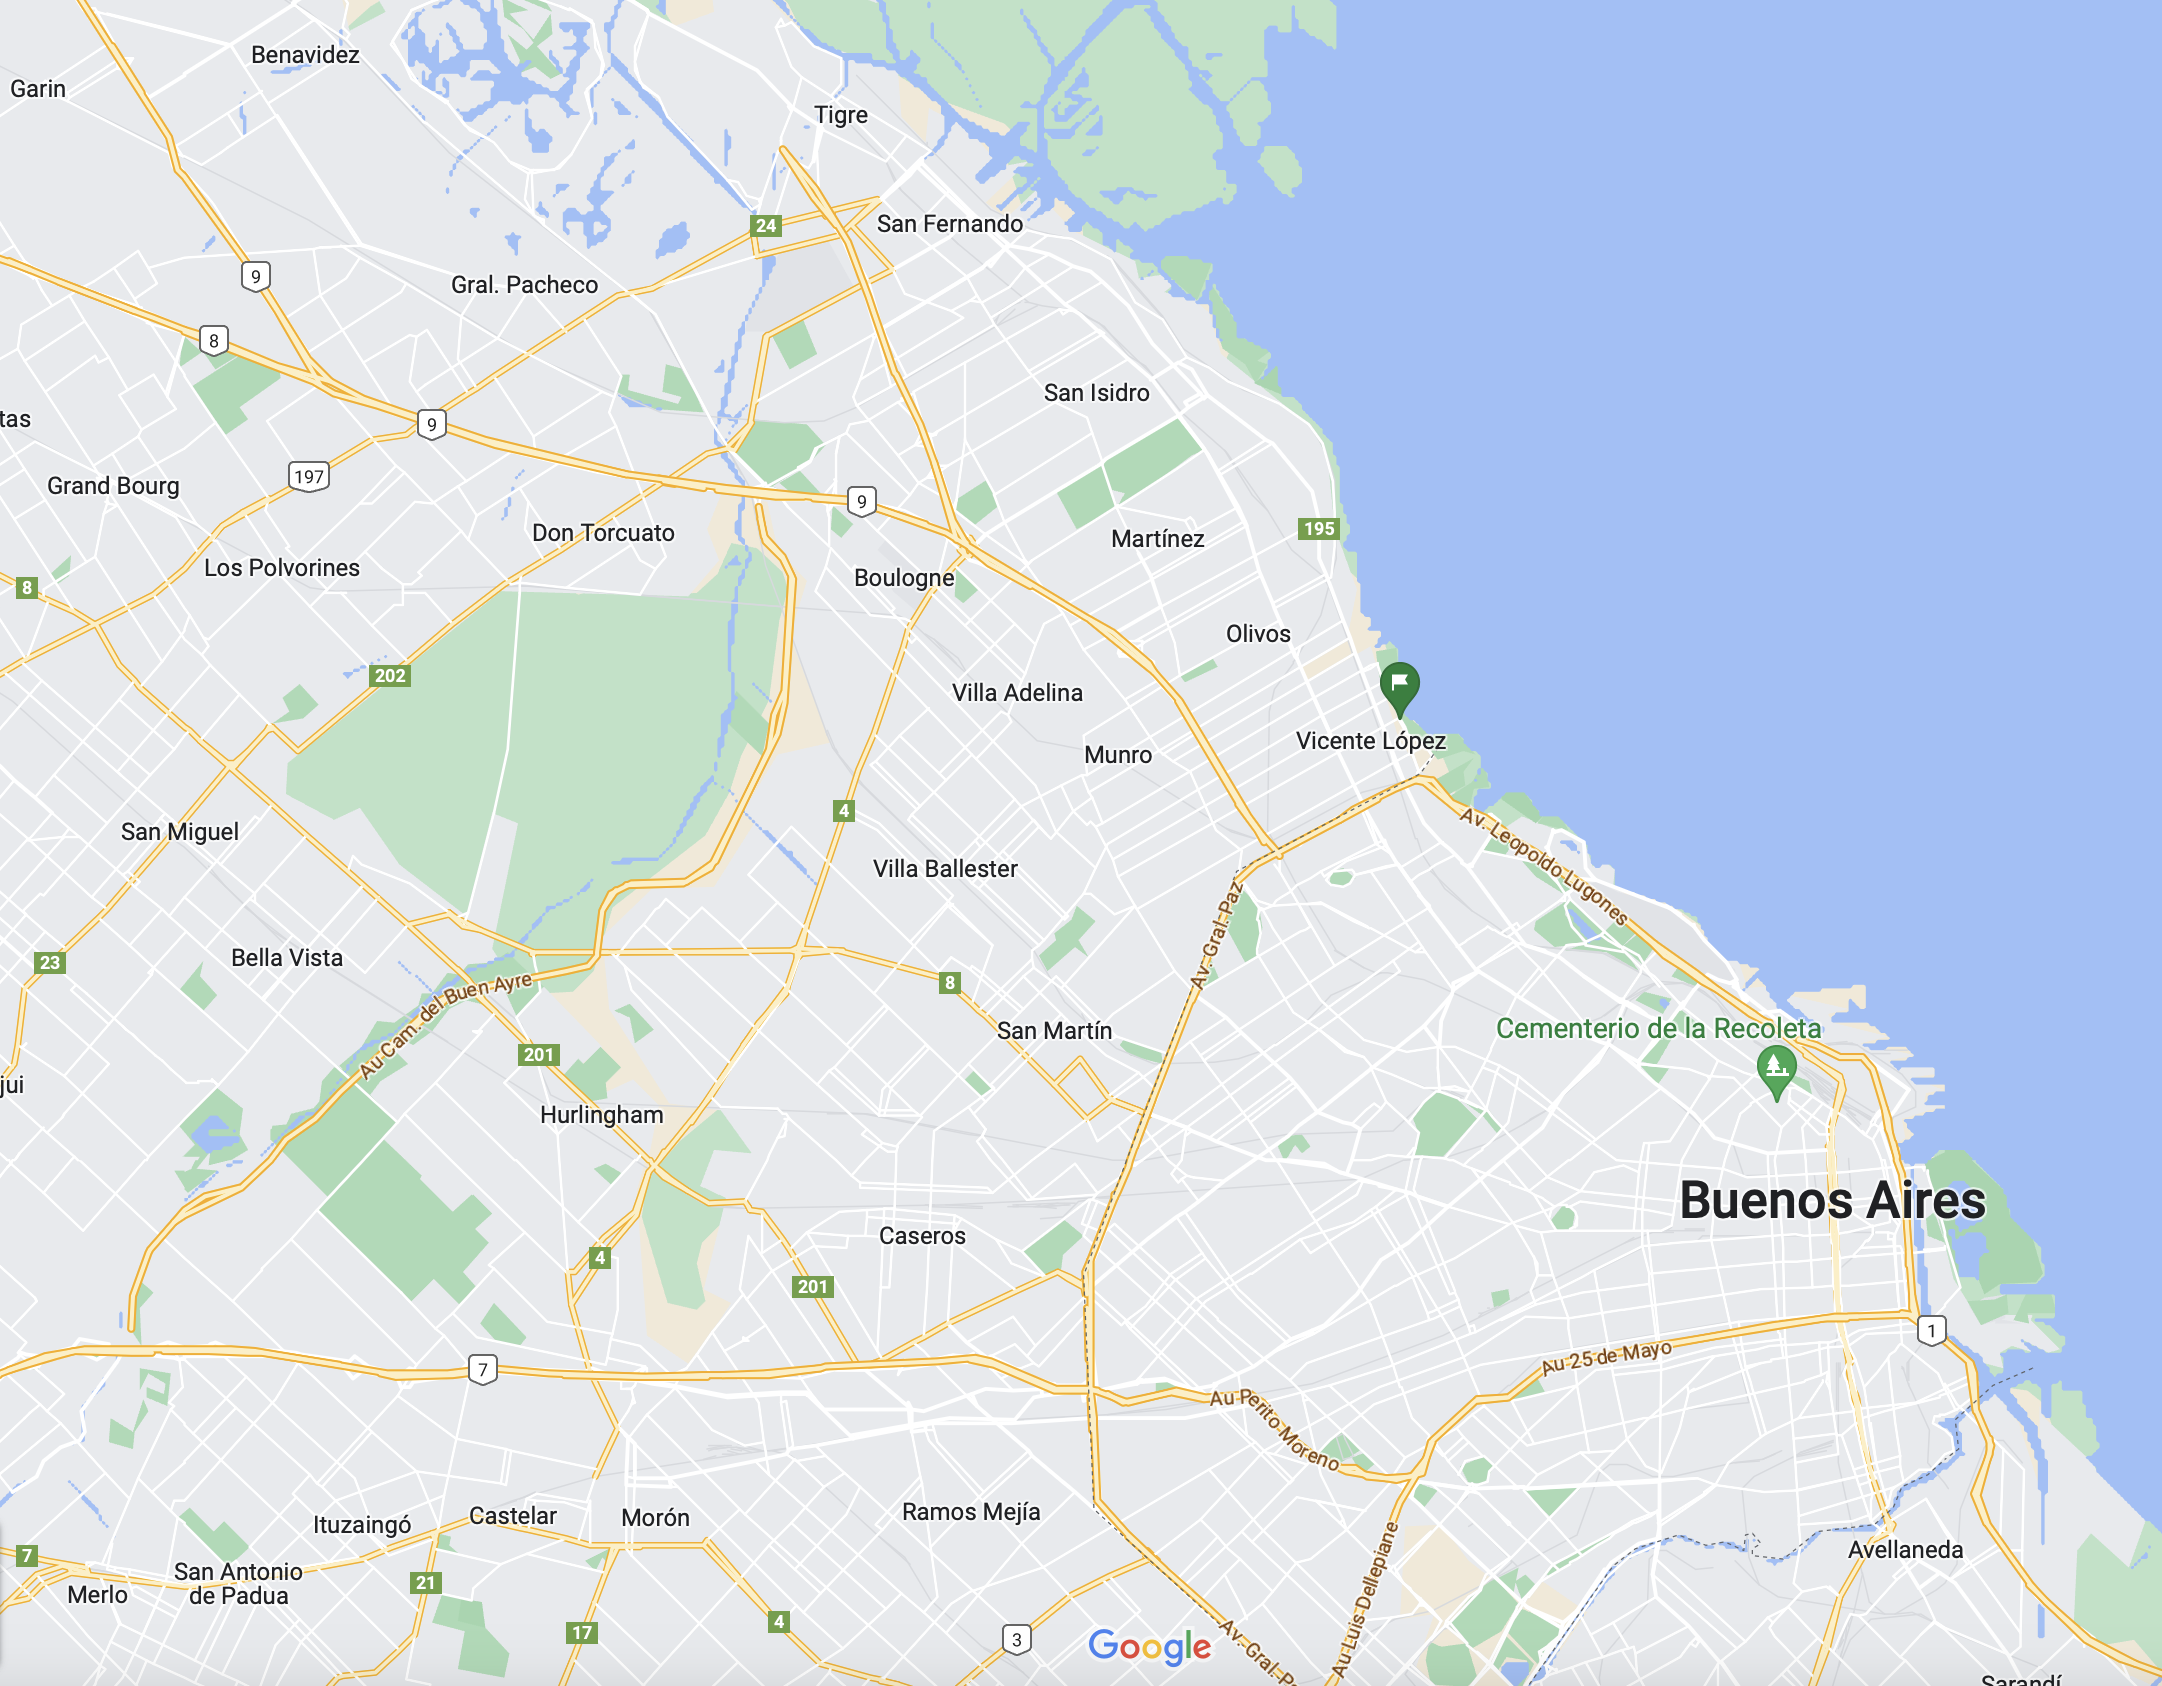 Benavidez
Garin
Tigre
24
San Fernando
9
Gral. Pacheco
8
San Isidro
tas
9
197
Grand Bourg
9
195
Don Torcuato
Martínez
Los Polvorines
Boulogne
8
Olivos
202
Villa Adelina
Vicente López
Munro
4
San Miguel
Av. Leopoldo Lugones
Villa Ballester
Av. Gral. Paz
Bella Vista
23
8
Au Cam. del Buen Ayre
San Martín
Cementerio de la Recoleta
201
jui
Hurlingham
Buenos Aires
Caseros
4
201
1
Au 25 de Mayo
7
Au Perito Moreno
Ramos Mejía
Castelar
Morón
Ituzaingó
Avellaneda
7
San Antonio
de Padua
Merlo
21
Au Luis Dellepiane
4
17
3
Google
Av. Gral. Pa
Sarandí